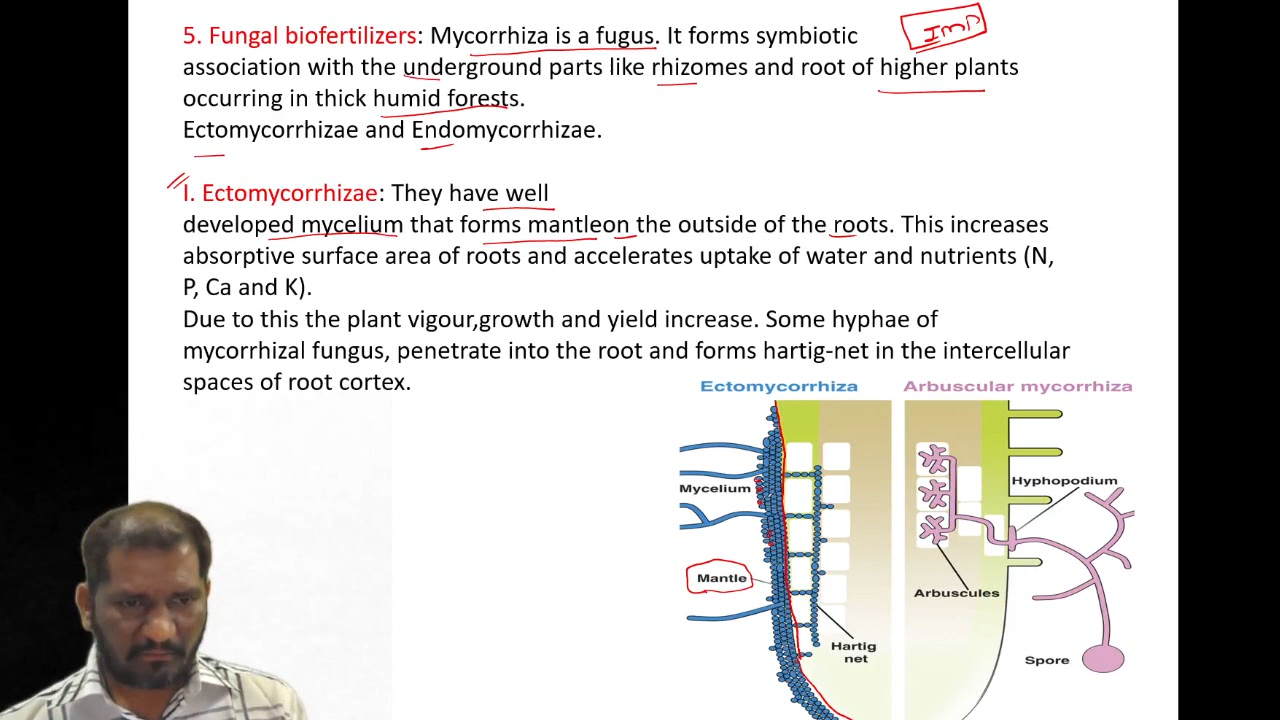 5. Fungal biofertilizers: Mycorrhiza is a fugus. It forms symbiotic
Imp
association with the underground parts like rhizomes and root of higher plants
occurring in thick humid forests.
Ectomycorrhizae and Endomycorrhizae.
I. Ectomycorrhizae: They have well
developed mycelium that forms mantleon the outside of the roots. This increases
absorptive surface area of roots and accelerates uptake of water and nutrients (N,
P, Ca and K).
Due to this the plant vigour,growth and yield increase. Some hyphae of
mycorrhizal fungus, penetrate into the root and forms hartig-net in the intercellular
spaces of root cortex.
Ectomycorrhiza
Arbuscular mycorrhiza
Mycelium
Hyphopodium
Mantle
Arbuscules
Hartig
net
Spore